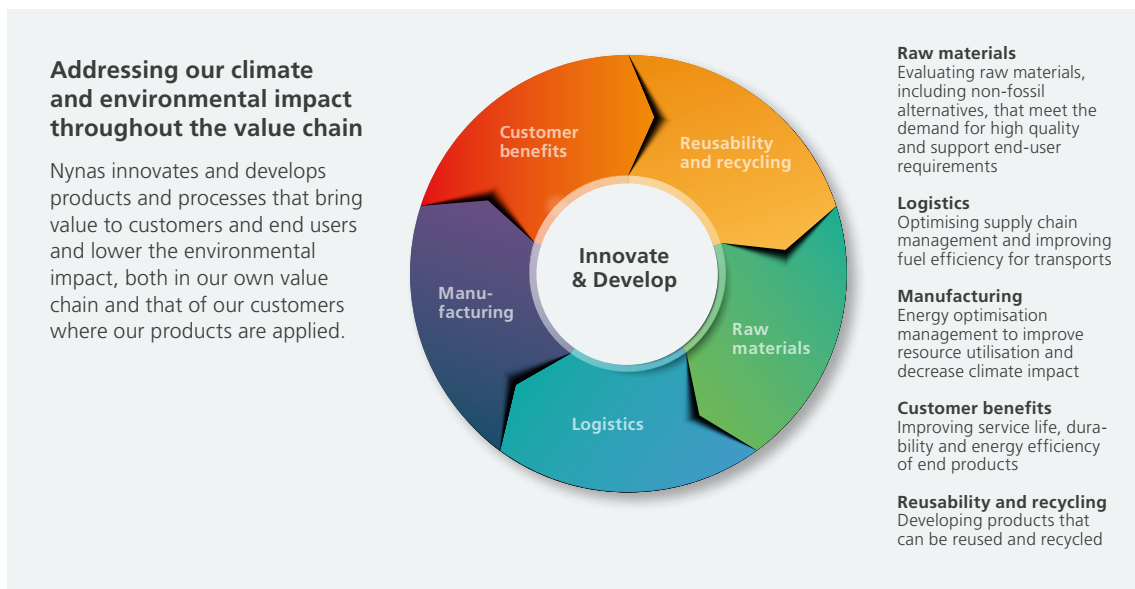 Addressing our climate
and environmental impact
throughout the value chain
Nynas innovates and develops
products and processes that bring
value to customers and end users
and lower the environmental
impact, both in our own value
chain and that of our customers
where our products are applied.
Customer
benefits
Reusability
and recycling
Innovate
& Develop
Manu-
facturing
Raw
materials
Logistics
Raw materials
Evaluating raw materials,
including non-fossil
alternatives, that meet the
demand for high quality
and support end-user
requirements
Logistics
Optimising supply chain
management and improving
fuel efficiency for transports
Manufacturing
Energy optimisation
management to improve
resource utilisation and
decrease climate impact
Customer benefits
Improving service life, dura-
bility and energy efficiency
of end products
Reusability and recycling
Developing products that
can be reused and recycled